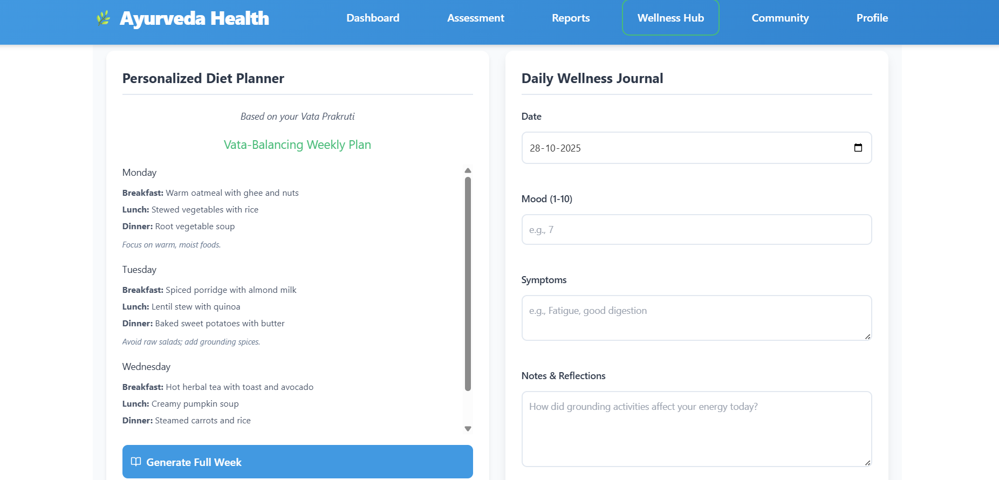 Ayurveda Health
Dashboard
Assessment
Reports
Wellness Hub
Community
Profile
Personalized Diet Planner
Based on your Vata Prakruti
Vata-Balancing Weekly Plan
Monday
Breakfast: Warm oatmeal with ghee and nuts
Lunch: Stewed vegetables with rice
Dinner: Root vegetable soup
Focus on warm, moist foods.
Tuesday
Breakfast: Spiced porridge with almond milk
Lunch: Lentil stew with quinoa
Dinner: Baked sweet potatoes with butter
Avoid raw salads; add grounding spices.
Wednesday
Breakfast: Hot herbal tea with toast and avocado
Lunch: Creamy pumpkin soup
Dinner: Steamed carrots and rice
Generate Full Week
Daily Wellness Journal
Date
28-10-2025
Mood (1-10)
e.g., 7
Symptoms
e.g., Fatigue, good digestion
Notes & Reflections
How did grounding activities affect your energy today?